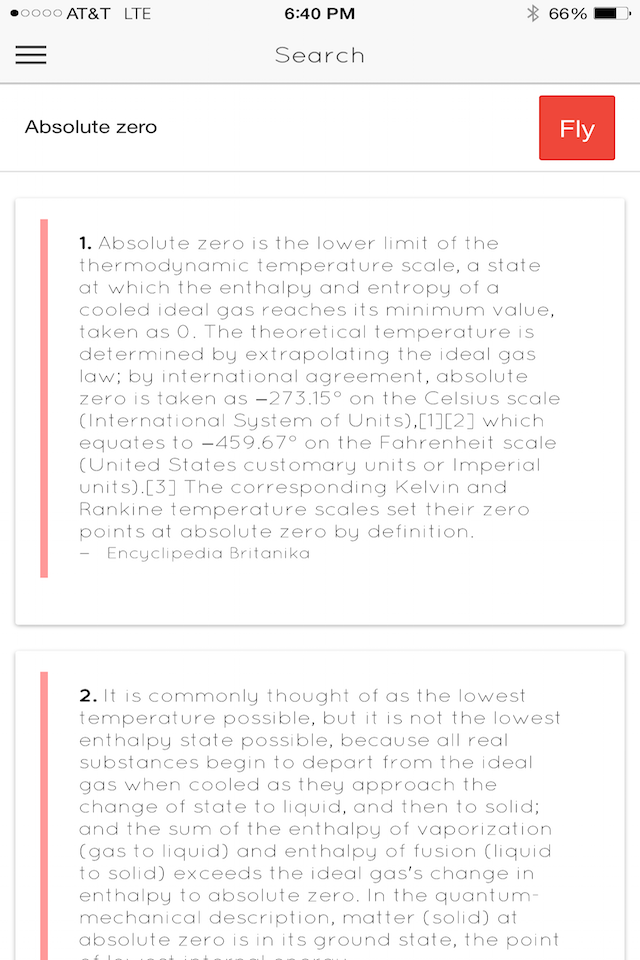 AT&T LTE 6:40 PM 66%
Search
Absolute zero
Fly
1. Absolute zero is the lower limit of the
thermodynamic temperature scale, a state
at which the enthalpy and entropy of a
cooled ideal gas reaches its minimum value,
taken as 0. The theoretical temperature is
determined by extrapolating the ideal gas
law; by international agreement, absolute
zero is taken as −273.15° on the Celsius scale
(International System of Units),[1][2] which
equates to −459.67° on the Fahrenheit scale
(United States customary units or Imperial
units).[3] The corresponding Kelvin and
Rankine temperature scales set their zero
points at absolute zero by definition.
– Encyclipedia Britanika
2. It is commonly thought of as the lowest
temperature possible, but it is not the lowest
enthalpy state possible, because all real
substances begin to depart from the ideal
gas when cooled as they approach the
change of state to liquid, and then to solid;
and the sum of the enthalpy of vaporization
(gas to liquid) and enthalpy of fusion (liquid
to solid) exceeds the ideal gas's change in
enthalpy to absolute zero. In the quantum-
mechanical description, matter (solid) at
absolute zero is in its ground state, the point
of lowest internal energy.